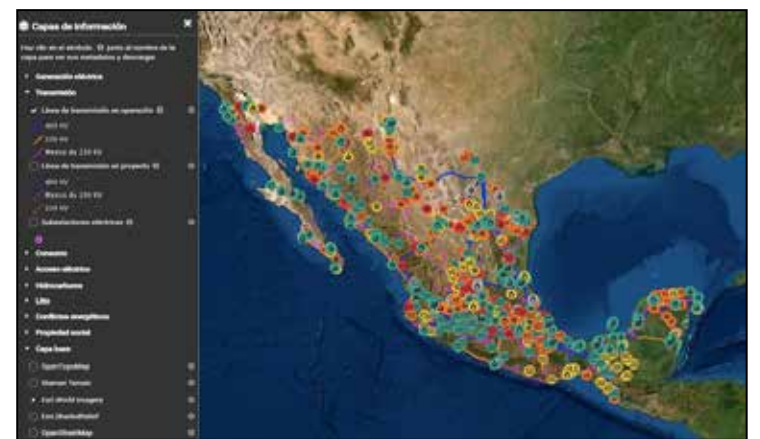 Capas de información
Haz clic en el símbolo junto al nombre de la
capa para ver sus metadatos y descargar
Generación eléctrica
Transmisión
Línea de transmisión en operación
400 KV
230 KV
Menos de 230 KV
Línea de transmisión en proyecto
400 KV
Menos de 230 KV
230 KV
Subestaciones eléctricas
Consumo
Acceso eléctrico
Hidrocarburos
Litio
Conflictos energéticos
Propiedad social
Capa base
OpenTopoMap
Stamen Terrain
Esri World Imagery
Esri ShadedRelief
OpenStreetMap